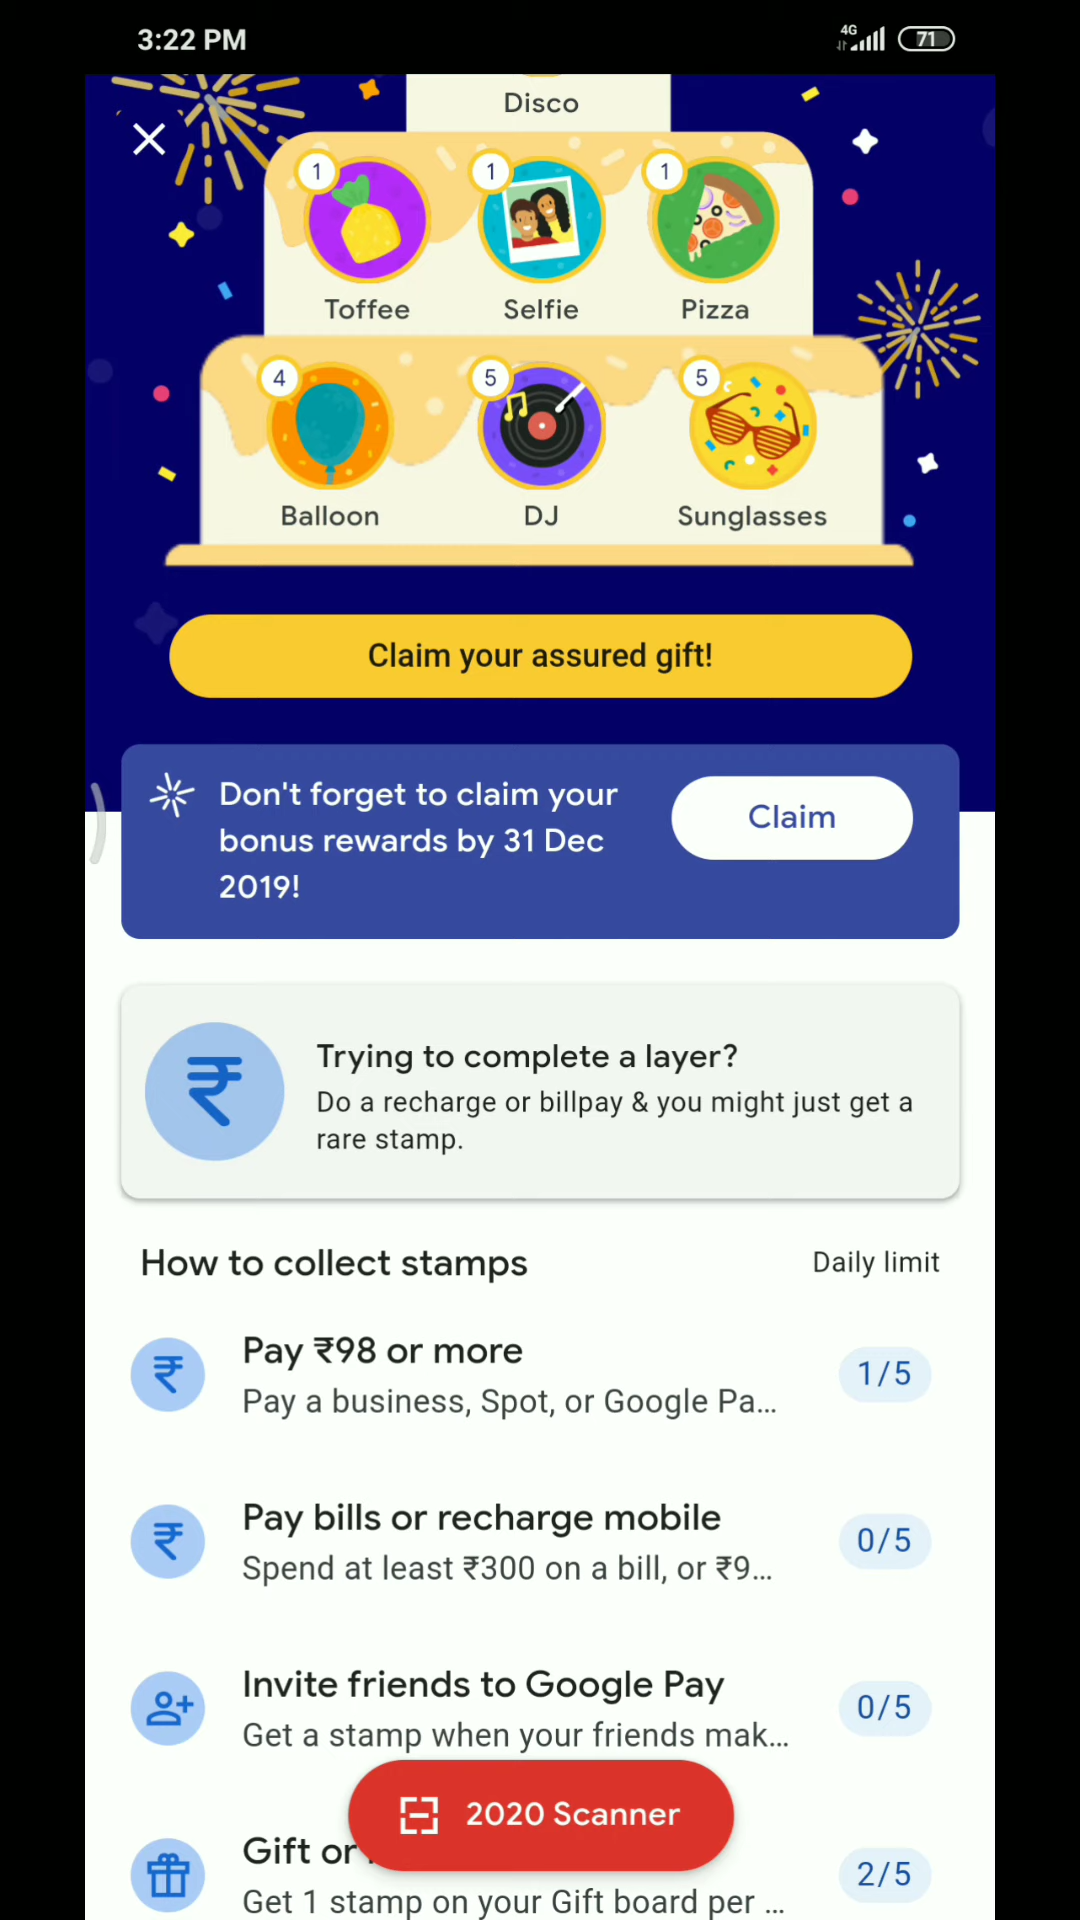 3:22 PM
4G
71
Disco
1
1
1
Toffee
Selfie
Pizza
4
5
5
Balloon
DJ
Sunglasses
Claim your assured gift!
Don't forget to claim your
bonus rewards by 31 Dec
2019!
Claim
₹
Trying to complete a layer?
Do a recharge or billpay & you might just get a
rare stamp.
How to collect stamps
Daily limit
₹
Pay ₹98 or more
Pay a business, Spot, or Google Pa...
1/5
₹
Pay bills or recharge mobile
Spend at least ₹300 on a bill, or ₹9...
0/5
Invite friends to Google Pay
Get a stamp when your friends mak...
0/5
2020 Scanner
Gift or
Get 1 stamp on your Gift board per ...
2/5